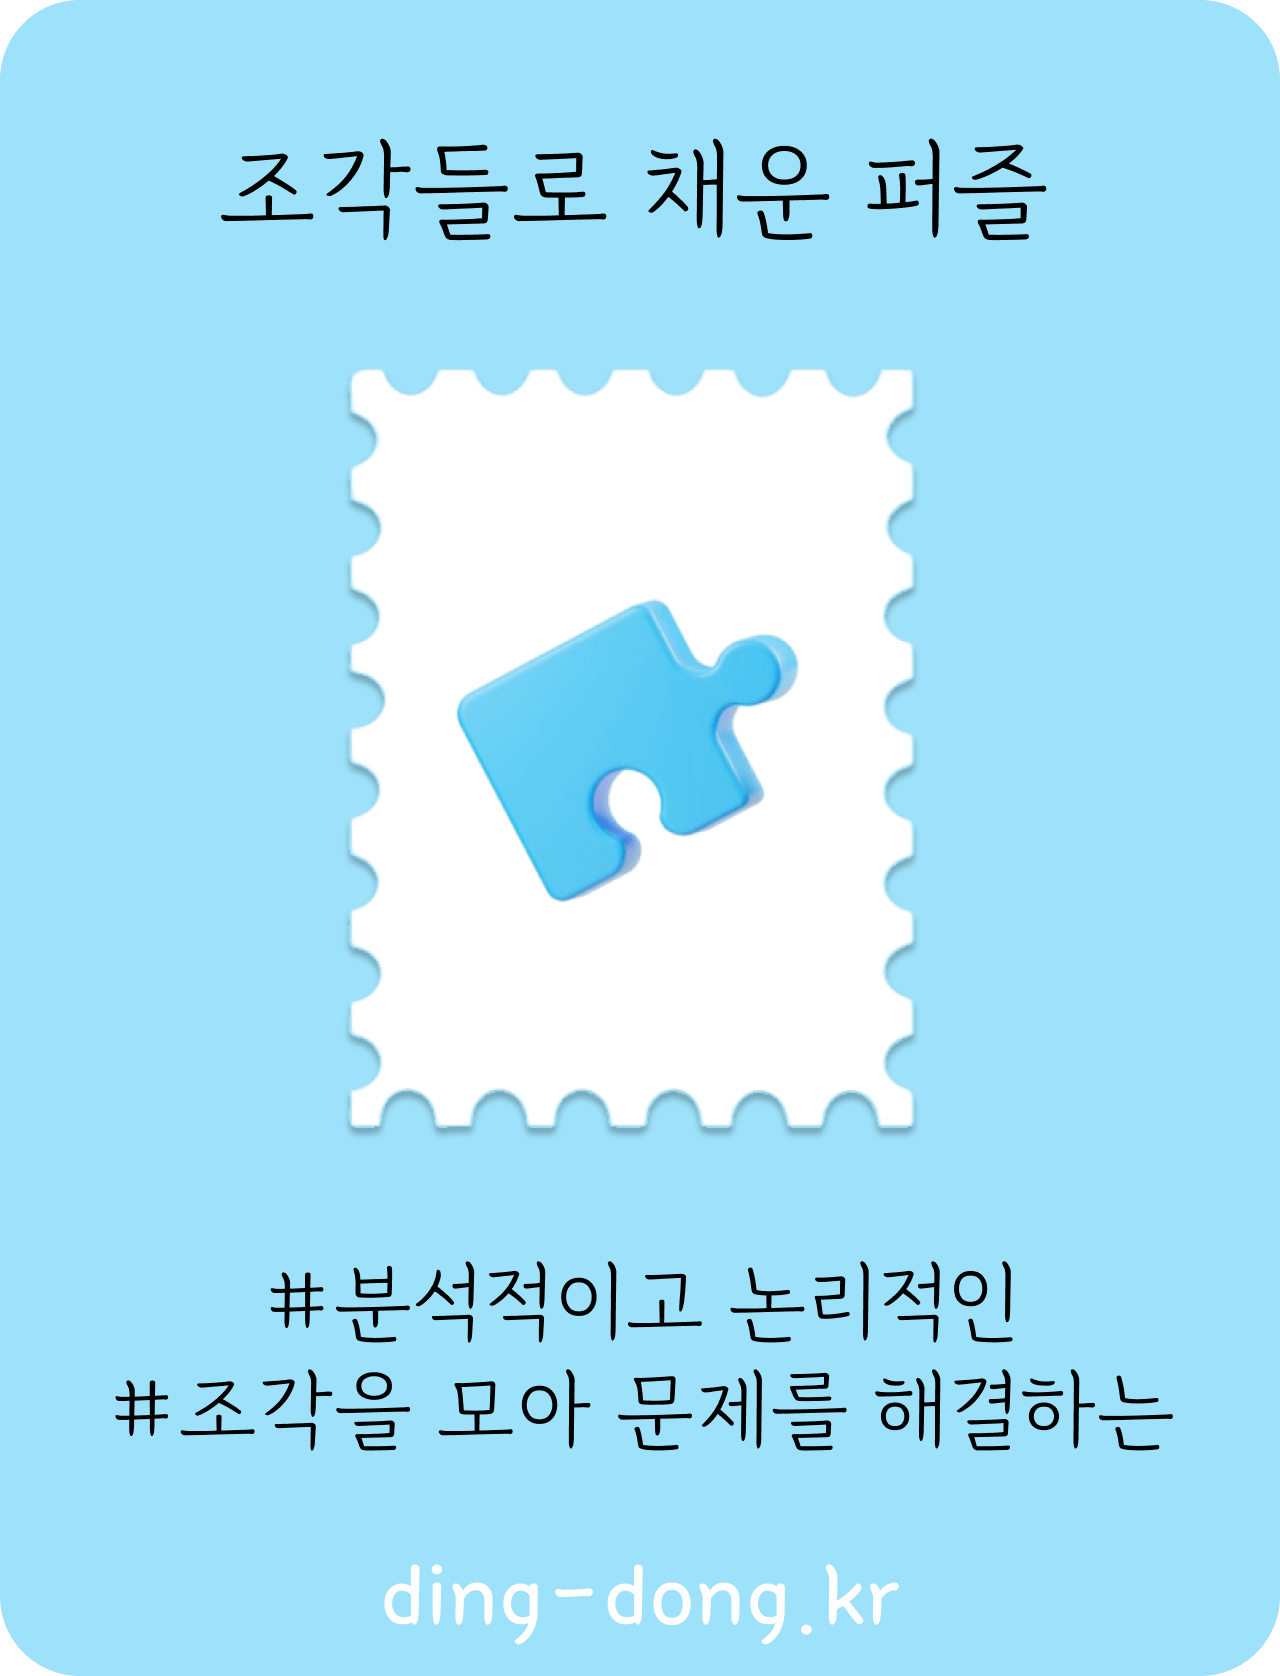 조각들로 채운 퍼즐
#분석적이고 논리적인
#조각을 모아 문제를 해결하는
ding-dong.kr